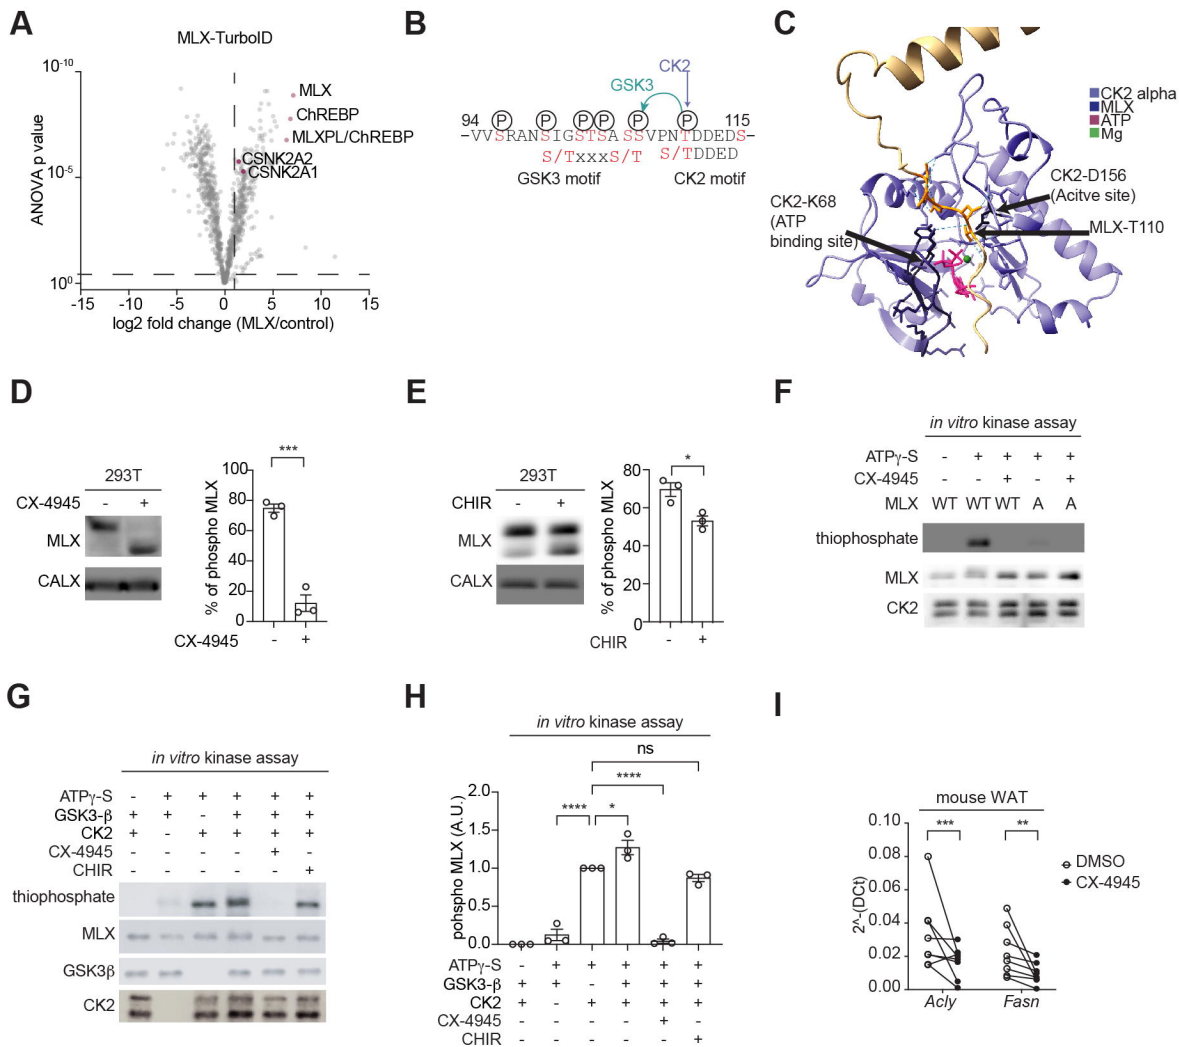 A
MLX-TurboID
10-10
10-5
100
ANOVA p value
MLX
ChREBP
MLXPL/ChREBP
CSNK2A2
CSNK2A1
-15 -10 -5 0 5 10 15
log2 fold change (MLX/control)
B
CK2
GSK3
P P P P P P
94 115
–VVSRANSIGSTSASSVPNTDDEDS–
S/TxxxS/T S/TDDED
GSK3 motif CK2 motif
C
CK2 alpha
MLX
ATP
Mg
CK2-D156
(Acitve site)
CK2-K68
(ATP
binding site)
MLX-T110
D
293T
CX-4945 - +
MLX
CALX
% of phospho MLX
100
80
60
40
20
0
***
CX-4945 - +
E
293T
CHIR - +
MLX
CALX
% of phospho MLX
80
60
40
20
0
*
CHIR - +
F
in vitro kinase assay
ATPγ-S - + + + +
CX-4945 - - + - +
MLX WT WT WT A A
thiophosphate
MLX
CK2
G
in vitro kinase assay
ATPγ-S - + + + + +
GSK3-β + + - + + +
CK2 + - + + + +
CX-4945 - - - - + -
CHIR - - - - - +
thiophosphate
MLX
GSK3β
CK2
H
in vitro kinase assay
ns
****
**** *
pohspho MLX (A.U.)
2.0
1.5
1.0
0.5
0.0
ATPγ-S - + + + + +
GSK3-β + + - + + +
CK2 + - + + + +
CX-4945 - - - - + -
CHIR - - - - - +
I
mouse WAT
*** **
2^-(DCt)
0.10
0.08
0.06
0.04
0.02
0.00
Acly Fasn
DMSO
CX-4945